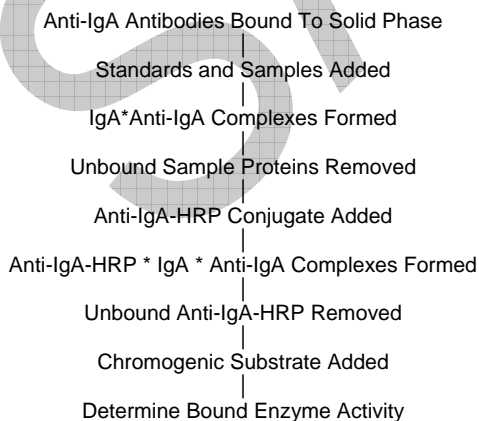 Anti-IgA Antibodies Bound To Solid Phase
Standards and Samples Added
IgA*Anti-IgA Complexes Formed
Unbound Sample Proteins Removed
Anti-IgA-HRP Conjugate Added
Anti-IgA-HRP * IgA * Anti-IgA Complexes Formed
Unbound Anti-IgA-HRP Removed
Chromogenic Substrate Added
Determine Bound Enzyme Activity